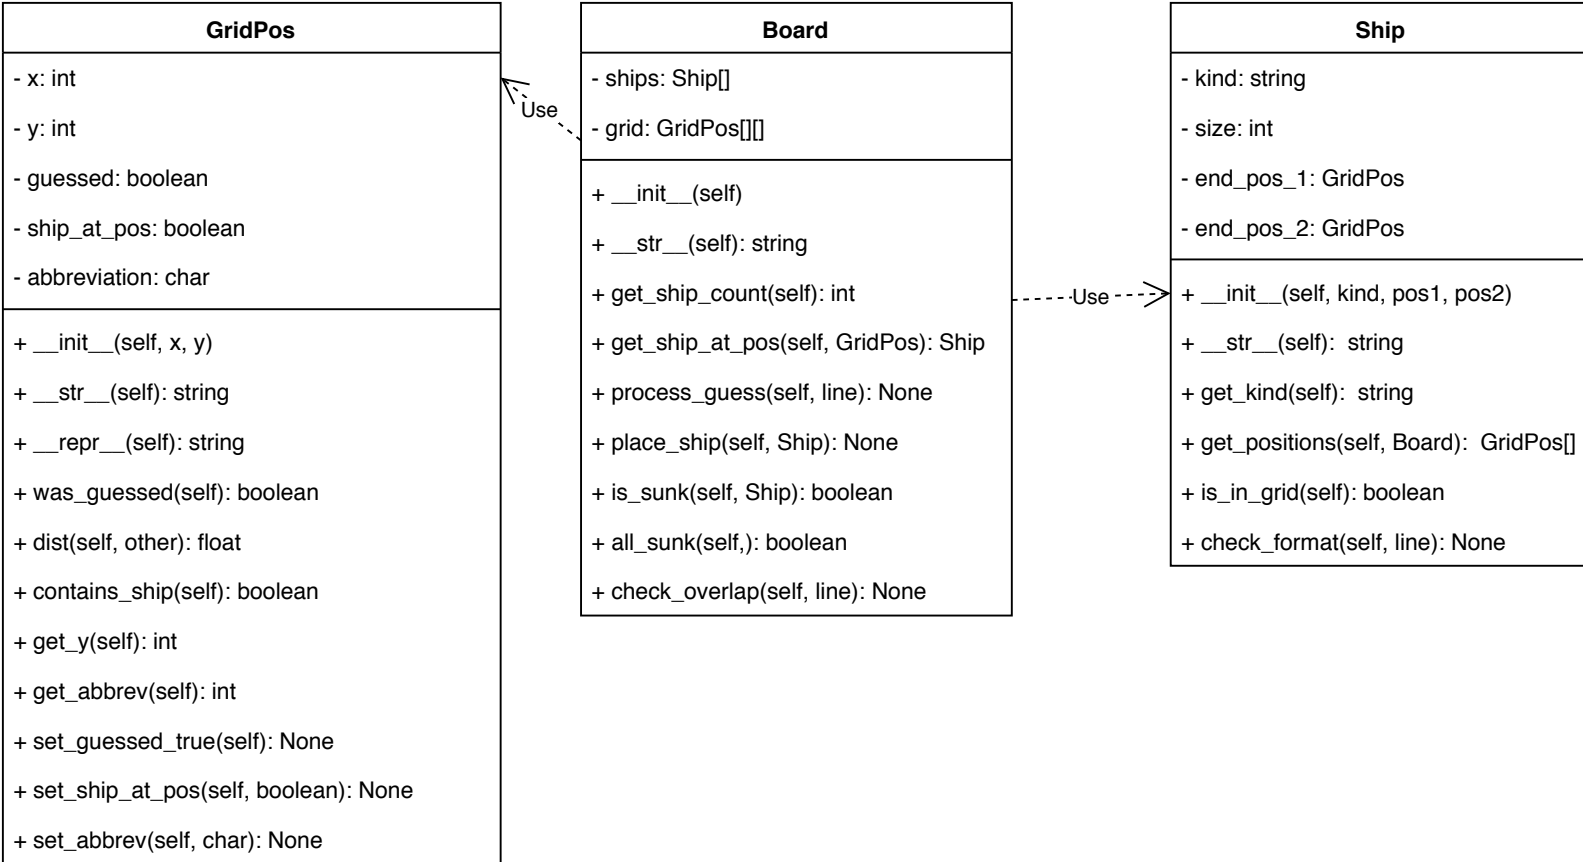 GridPos
- x: int
- y: int
- guessed: boolean
- ship_at_pos: boolean
- abbreviation: char
+ __init__(self, x, y)
+ __str__(self): string
+ __repr__(self): string
+ was_guessed(self): boolean
+ dist(self, other): float
+ contains_ship(self): boolean
+ get_y(self): int
+ get_abbrev(self): int
+ set_guessed_true(self): None
+ set_ship_at_pos(self, boolean): None
+ set_abbrev(self, char): None
Use
Board
- ships: Ship[]
- grid: GridPos[][]
+ __init__(self)
+ __str__(self): string
+ get_ship_count(self): int
+ get_ship_at_pos(self, GridPos): Ship
+ process_guess(self, line): None
+ place_ship(self, Ship): None
+ is_sunk(self, Ship): boolean
+ all_sunk(self,): boolean
+ check_overlap(self, line): None
Use
Ship
- kind: string
- size: int
- end_pos_1: GridPos
- end_pos_2: GridPos
+ __init__(self, kind, pos1, pos2)
+ __str__(self):  string
+ get_kind(self):  string
+ get_positions(self, Board):  GridPos[]
+ is_in_grid(self): boolean
+ check_format(self, line): None